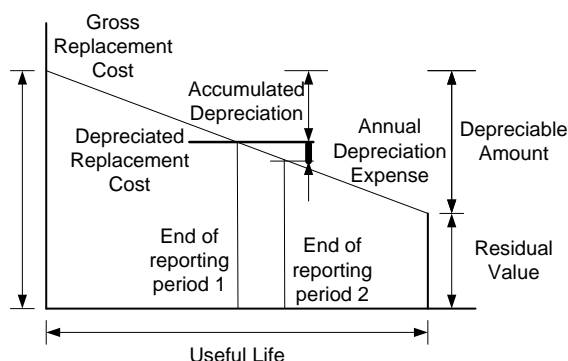 Gross
Replacement
Cost
Accumulated
Depreciation
Depreciated
Replacement
Cost
Annual
Depreciation
Expense
Depreciable
Amount
End of
reporting
period 1
End of
reporting
period 2
Residual
Value
Useful Life